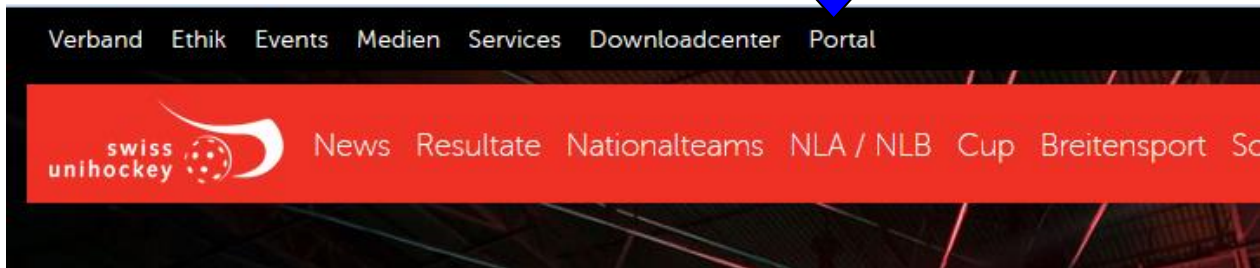 Verband Ethik Events Medien Services Downloadcenter Portal
swiss unihockey News Resultate Nationalteams NLA / NLB Cup Breitensport